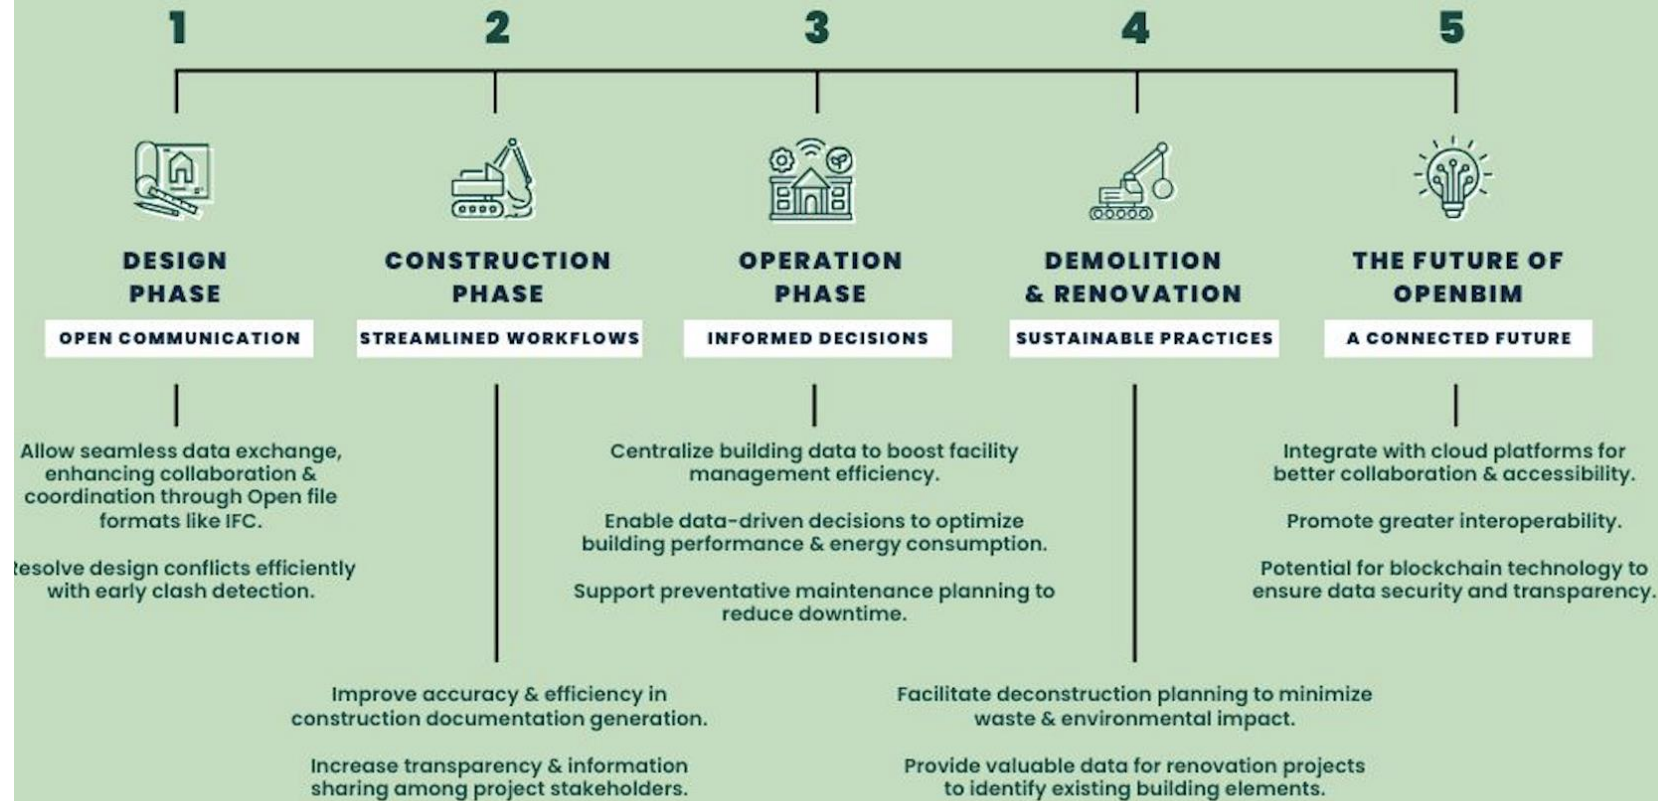 1
2
3
4
5
DESIGN
PHASE
OPEN COMMUNICATION
Allow seamless data exchange,
enhancing collaboration &
coordination through Open file
formats like IFC.
Resolve design conflicts efficiently
with early clash detection.
CONSTRUCTION
PHASE
STREAMLINED WORKFLOWS
Improve accuracy & efficiency in
construction documentation generation.
Increase transparency & information
sharing among project stakeholders.
OPERATION
PHASE
INFORMED DECISIONS
Centralize building data to boost facility
management efficiency.
Enable data-driven decisions to optimize
building performance & energy consumption.
Support preventative maintenance planning to
reduce downtime.
DEMOLITION
& RENOVATION
SUSTAINABLE PRACTICES
Facilitate deconstruction planning to minimize
waste & environmental impact.
Provide valuable data for renovation projects
to identify existing building elements.
THE FUTURE OF
OPENBIM
A CONNECTED FUTURE
Integrate with cloud platforms for
better collaboration & accessibility.
Promote greater interoperability.
Potential for blockchain technology to
ensure data security and transparency.